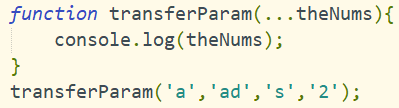 function transferParam(...theNums){
    console.log(theNums);
}
transferParam('a','ad','s','2');